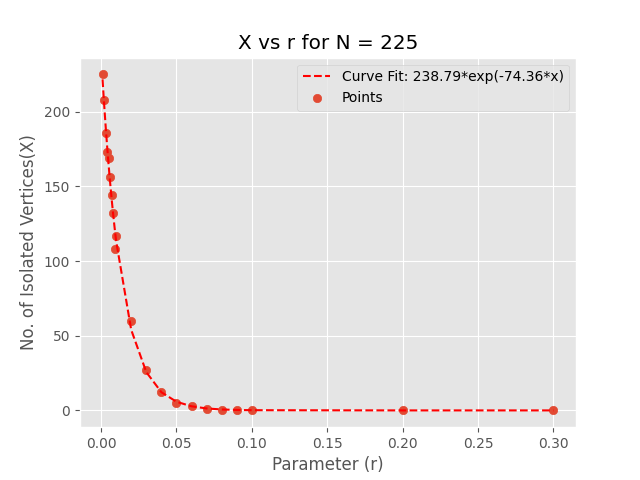 X vs r for N = 225
Curve Fit: 238.79*exp(-74.36*x)
Points
No. of Isolated Vertices(X)
200
150
100
50
0
0.00 0.05 0.10 0.15 0.20 0.25 0.30
Parameter (r)